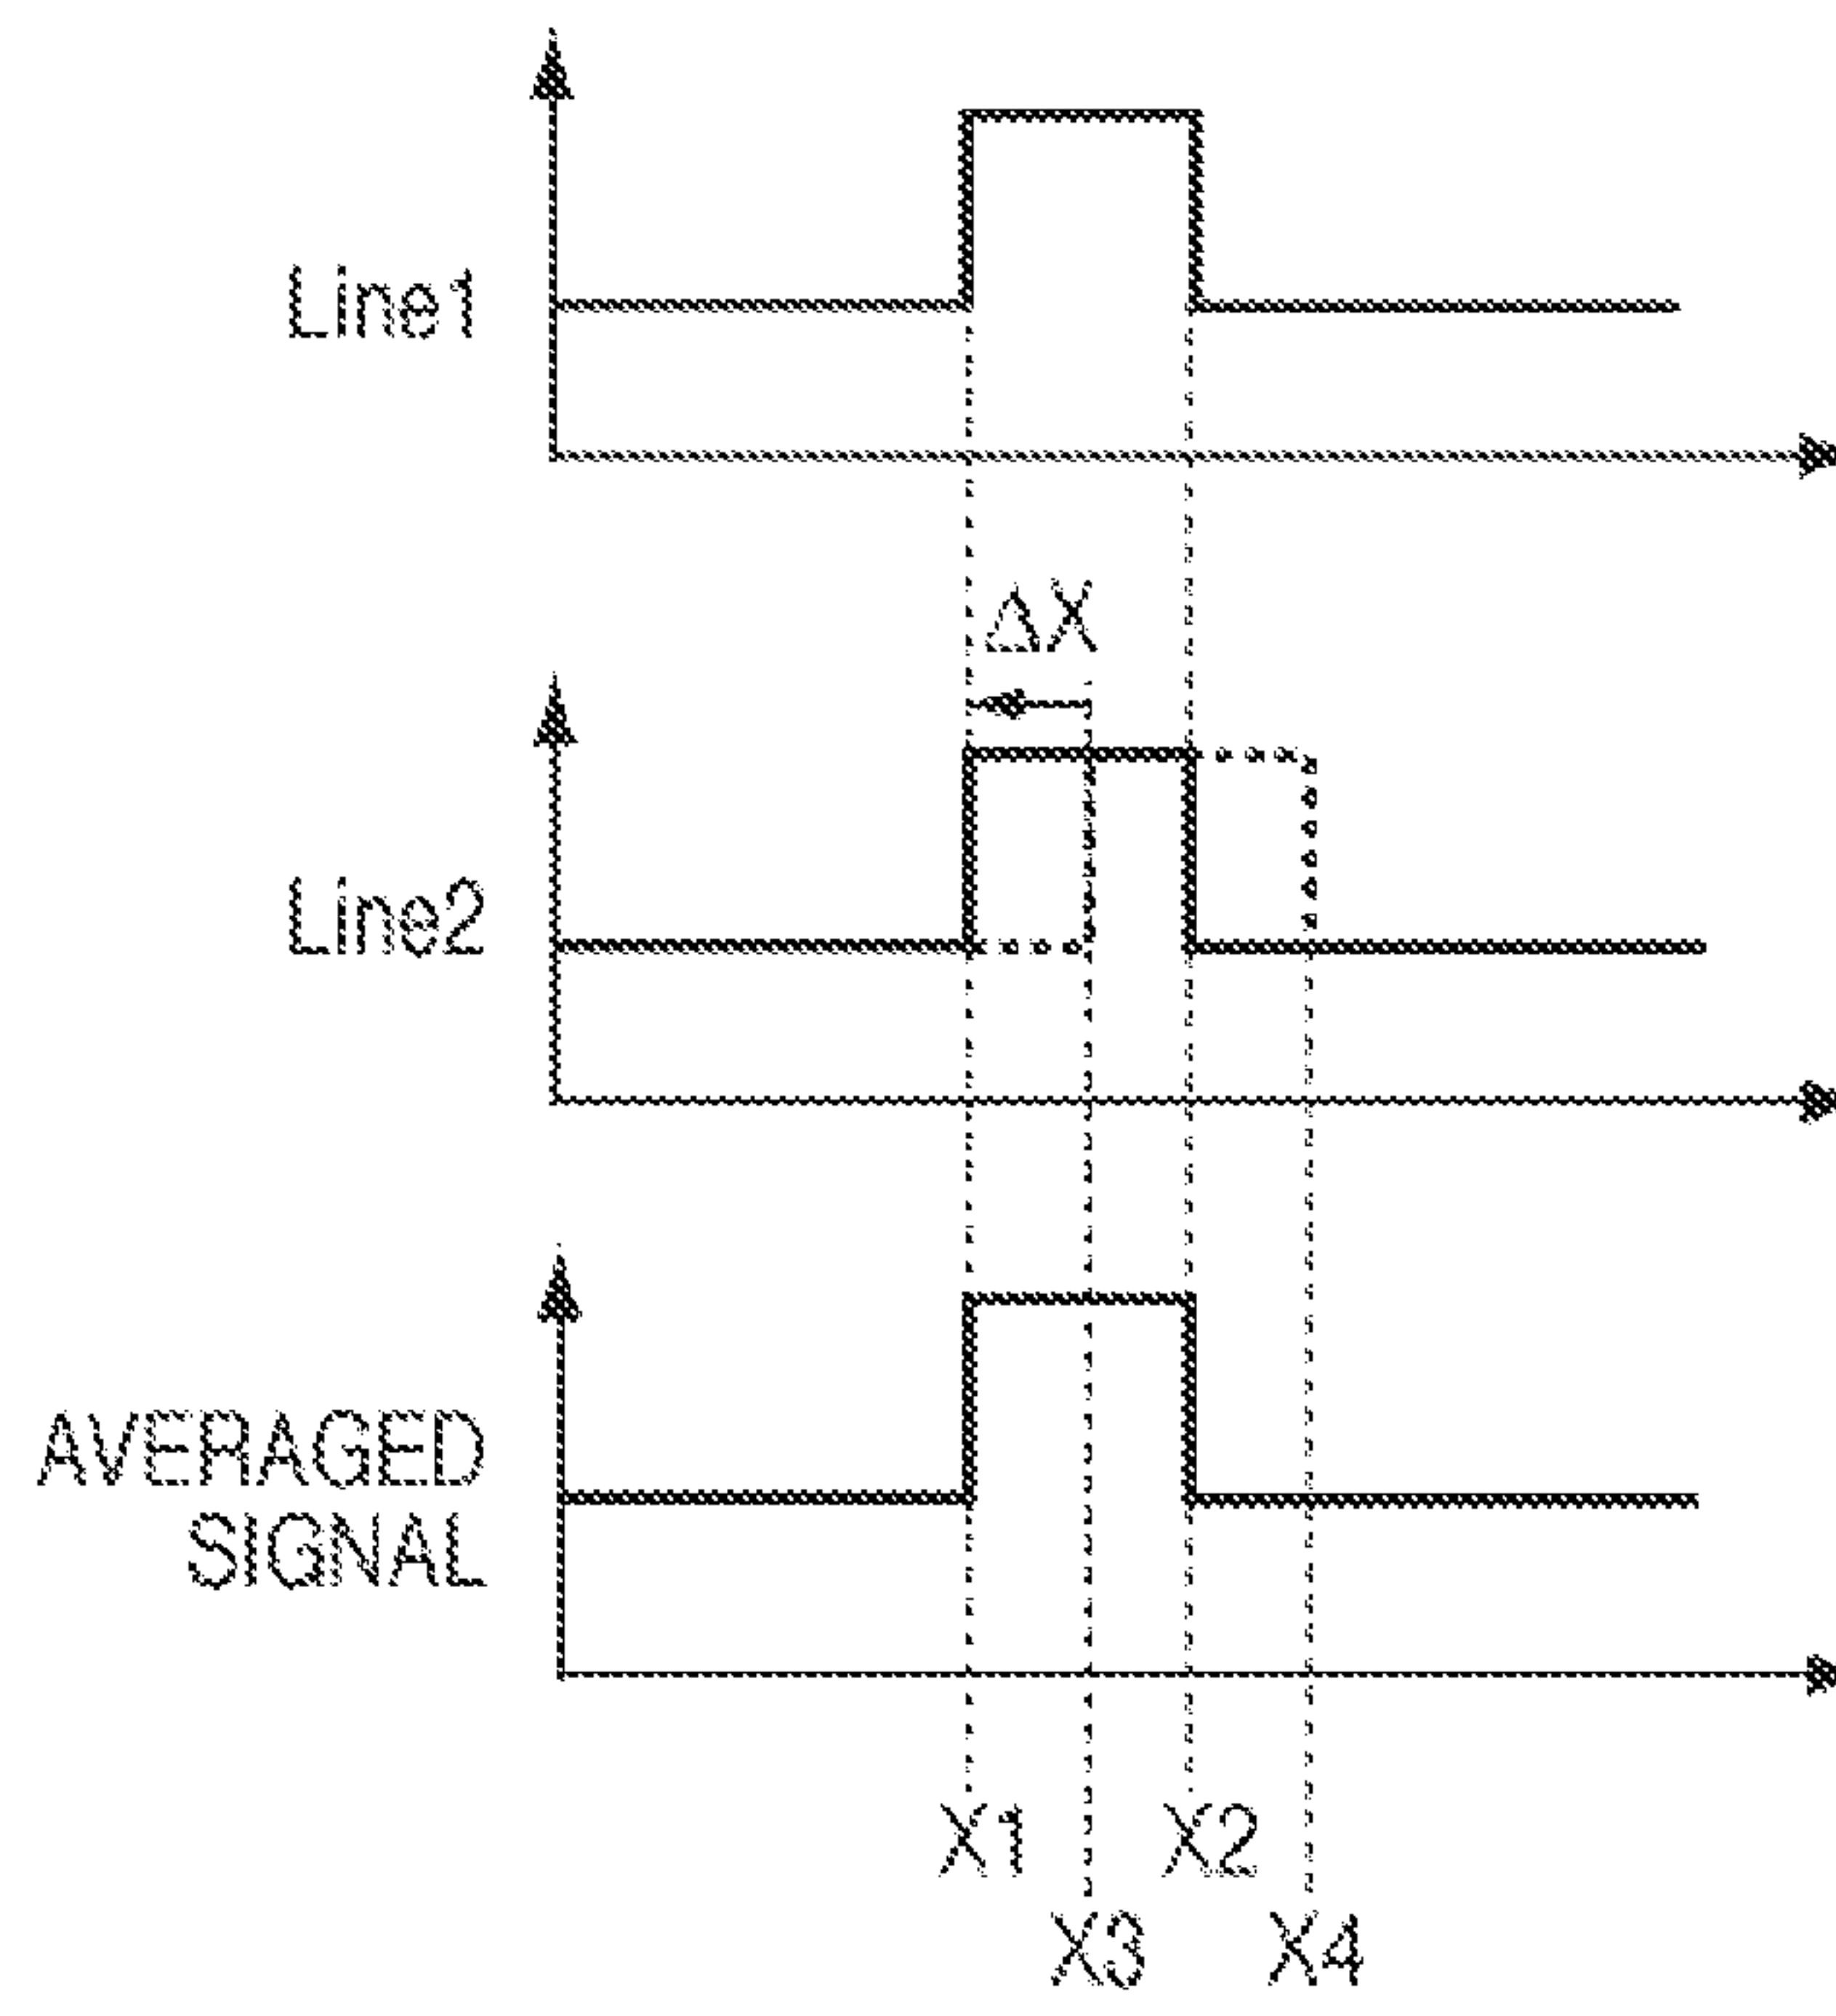 Line1
ΔX
Line2
AVERAGED
SIGNAL
X1
X2
X3
X4